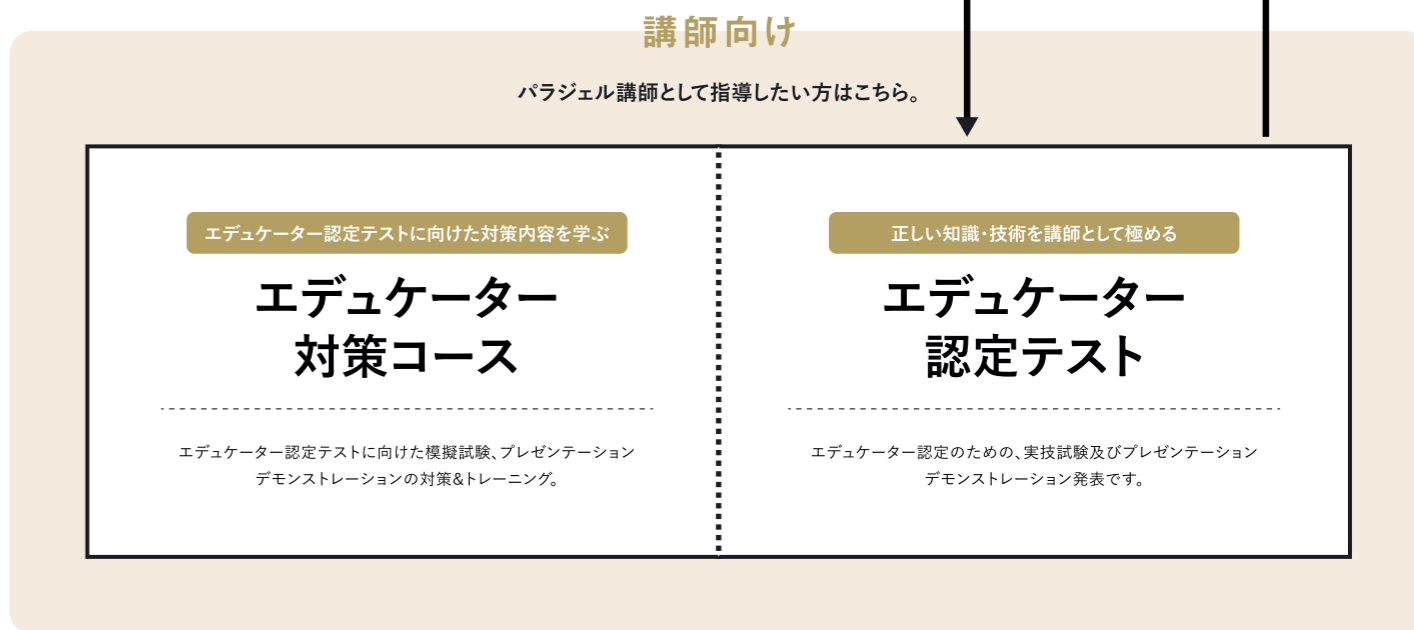 講師向け
パラジェル講師として指導したい方はこちら。
エデュケーター認定テストに向けた対策内容を学ぶ
エデュケーター
対策コース
エデュケーター認定テストに向けた模擬試験、プレゼンテーション
デモンストレーションの対策&トレーニング。
正しい知識・技術を講師として極める
エデュケーター
認定テスト
エデュケーター認定のための、実技試験及びプレゼンテーション
デモンストレーション発表です。